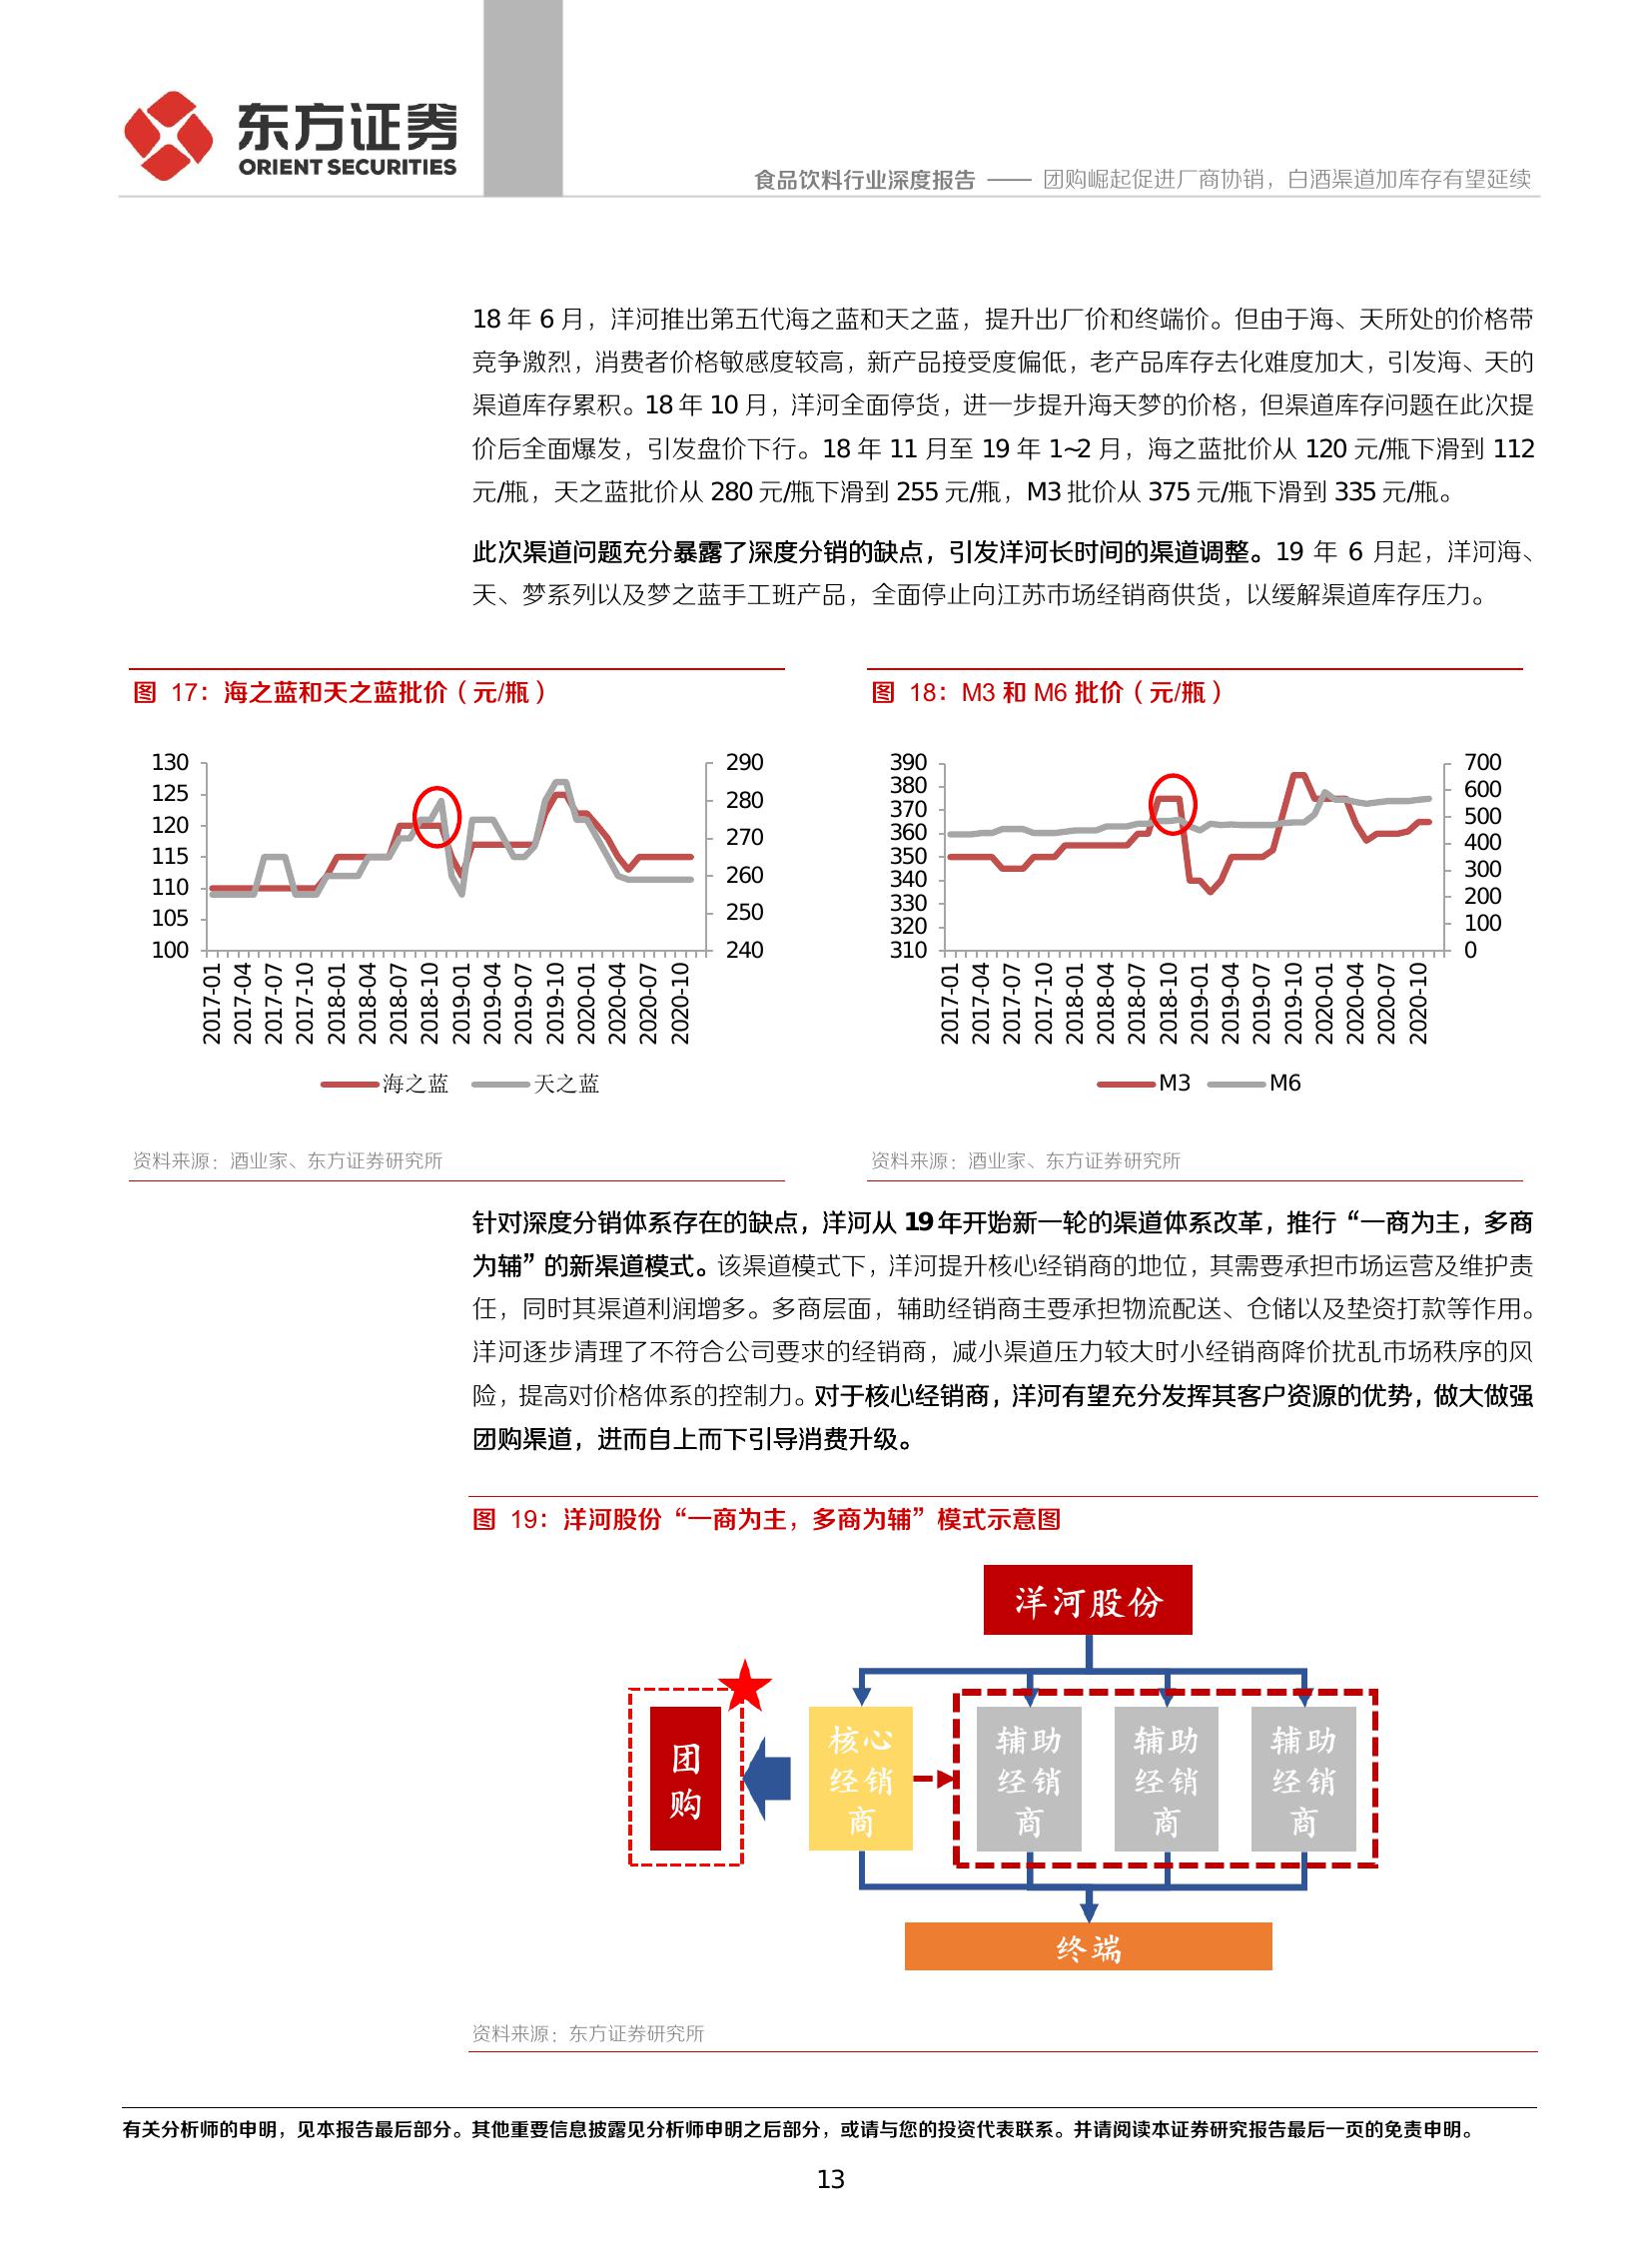 东方证券
ORIENT SECURITIES
食品饮料行业深度报告 —— 团购崛起促进厂商协销，白酒渠道加库存有望延续
18 年 6 月，洋河推出第五代海之蓝和天之蓝，提升出厂价和终端价。但由于海、天所处的价格带
竞争激烈，消费者价格敏感度较高，新产品接受度偏低，老产品库存去化难度加大，引发海、天的
渠道库存累积。18 年 10 月，洋河全面停货，进一步提升海天梦的价格，但渠道库存问题在此次提
价后全面爆发，引发盘价下行。18 年 11 月至 19 年 1~2 月，海之蓝批价从 120 元/瓶下滑到 112
元/瓶，天之蓝批价从 280 元/瓶下滑到 255 元/瓶，M3 批价从 375 元/瓶下滑到 335 元/瓶。
此次渠道问题充分暴露了深度分销的缺点，引发洋河长时间的渠道调整。19 年 6 月起，洋河海、
天、梦系列以及梦之蓝手工班产品，全面停止向江苏市场经销商供货，以缓解渠道库存压力。
图 17：海之蓝和天之蓝批价（元/瓶）
130
125
120
115
110
105
100
290
280
270
260
250
240
2017-01
2017-04
2017-07
2017-10
2018-01
2018-04
2018-07
2018-10
2019-01
2019-04
2019-07
2019-10
2020-01
2020-04
2020-07
2020-10
海之蓝 天之蓝
资料来源：酒业家、东方证券研究所
图 18：M3 和 M6 批价（元/瓶）
390
380
370
360
350
340
330
320
310
700
600
500
400
300
200
100
0
2017-01
2017-04
2017-07
2017-10
2018-01
2018-04
2018-07
2018-10
2019-01
2019-04
2019-07
2019-10
2020-01
2020-04
2020-07
2020-10
M3 M6
资料来源：酒业家、东方证券研究所
针对深度分销体系存在的缺点，洋河从 19 年开始新一轮的渠道体系改革，推行“一商为主，多商
为辅”的新渠道模式。该渠道模式下，洋河提升核心经销商的地位，其需要承担市场运营及维护责
任，同时其渠道利润增多。多商层面，辅助经销商主要承担物流配送、仓储以及垫资打款等作用。
洋河逐步清理了不符合公司要求的经销商，减小渠道压力较大时小经销商降价扰乱市场秩序的风
险，提高对价格体系的控制力。对于核心经销商，洋河有望充分发挥其客户资源的优势，做大做强
团购渠道，进而自上而下引导消费升级。
图 19：洋河股份“一商为主，多商为辅”模式示意图
洋河股份
团
购
核心
经销
商
辅助
经销
商
辅助
经销
商
辅助
经销
商
终端
资料来源：东方证券研究所
有关分析师的申明，见本报告最后部分。其他重要信息披露见分析师申明之后部分，或请与您的投资代表联系。并请阅读本证券研究报告最后一页的免责申明。
13